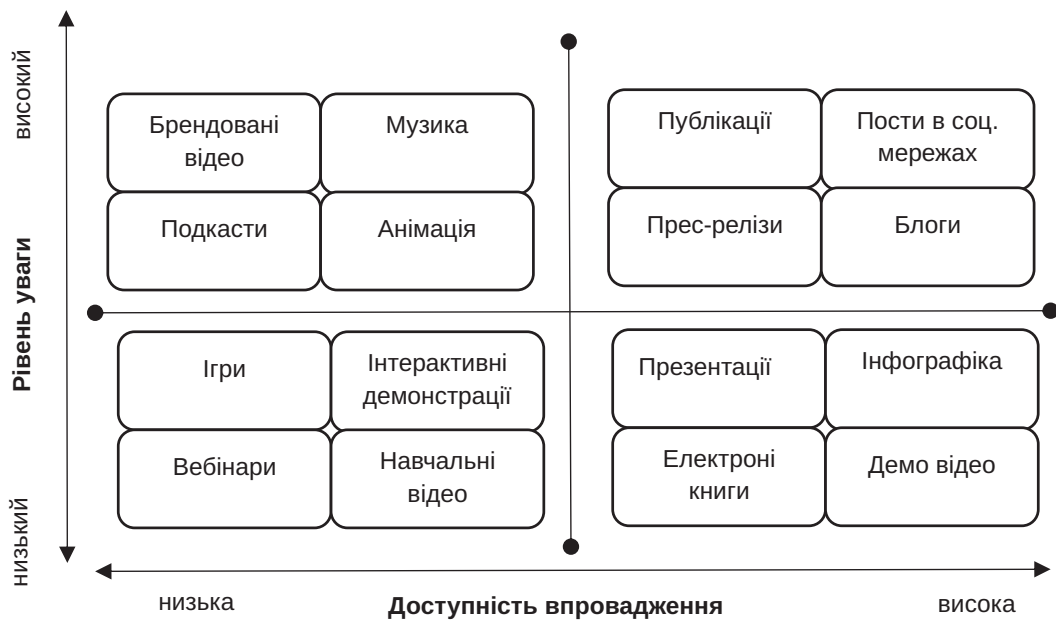 високий
Рівень уваги
низький
Брендовані
відео
Музика
Подкасти
Анімація
Публікації
Пости в соц.
мережах
Прес-релізи
Блоги
Ігри
Інтерактивні
демонстрації
Вебінари
Навчальні
відео
Презентації
Інфографіка
Електроні
книги
Демо відео
низька
Доступність впровадження
висока